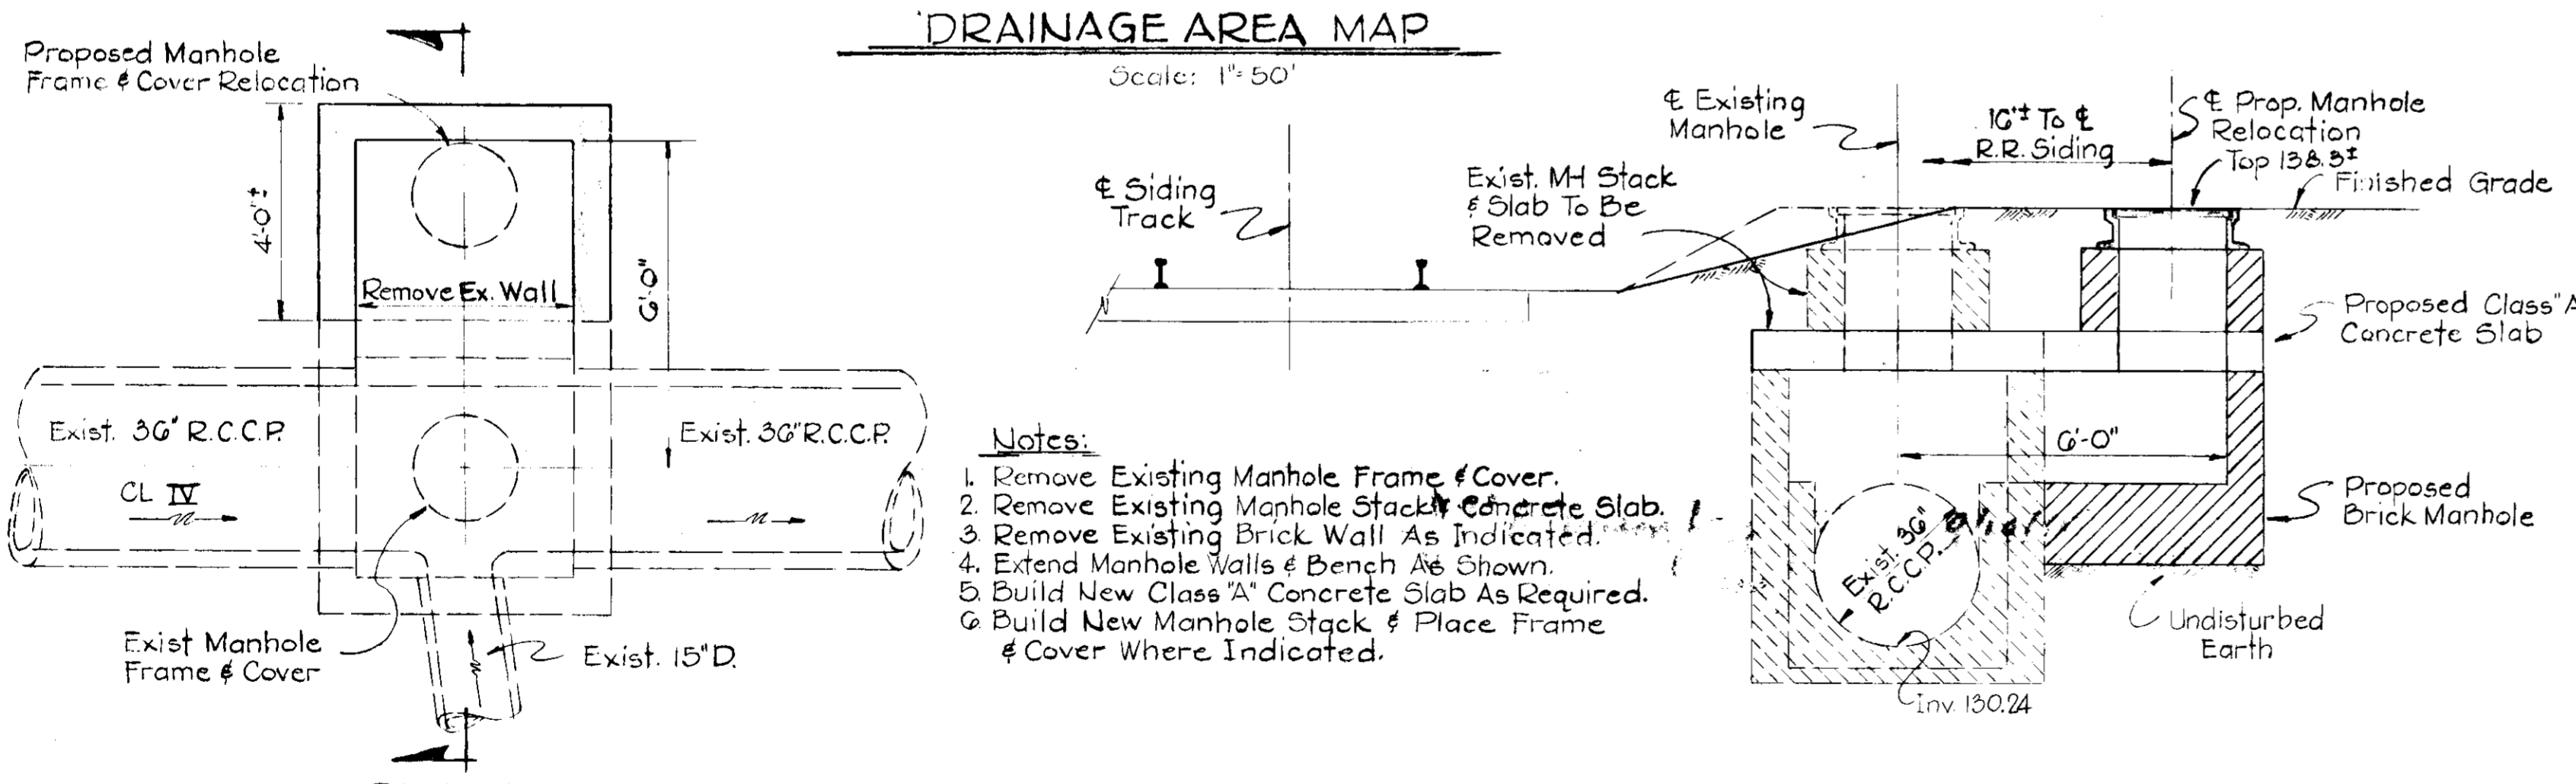 DRAINAGE AREA MAP
Scale: 1"=50'
Proposed Manhole
Frame & Cover Relocation
4'-0"±
6'-0"
Remove Ex. Wall
Exist. 36" R.C.C.P.
Exist. 36" R.C.C.P.
CL IV
Exist Manhole
Frame & Cover
Exist. 15"D.
℄ Siding
Track
℄ Existing
Manhole
16'± To ℄
R.R. Siding
℄ Prop. Manhole
Relocation
Top 138.3±
Finished Grade
Exist. MH Stack
& Slab To Be
Removed
Proposed Class "A
Concrete Slab
6'-0"
Proposed
Brick Manhole
Exist. 36"
R.C.C.P.
Undisturbed
Earth
Inv. 130.24
Notes:
1. Remove Existing Manhole Frame & Cover.
2. Remove Existing Manhole Stack & Concrete Slab.
3. Remove Existing Brick Wall As Indicated.
4. Extend Manhole Walls & Bench As Shown.
5. Build New Class "A" Concrete Slab As Required.
6. Build New Manhole Stack & Place Frame
& Cover Where Indicated.